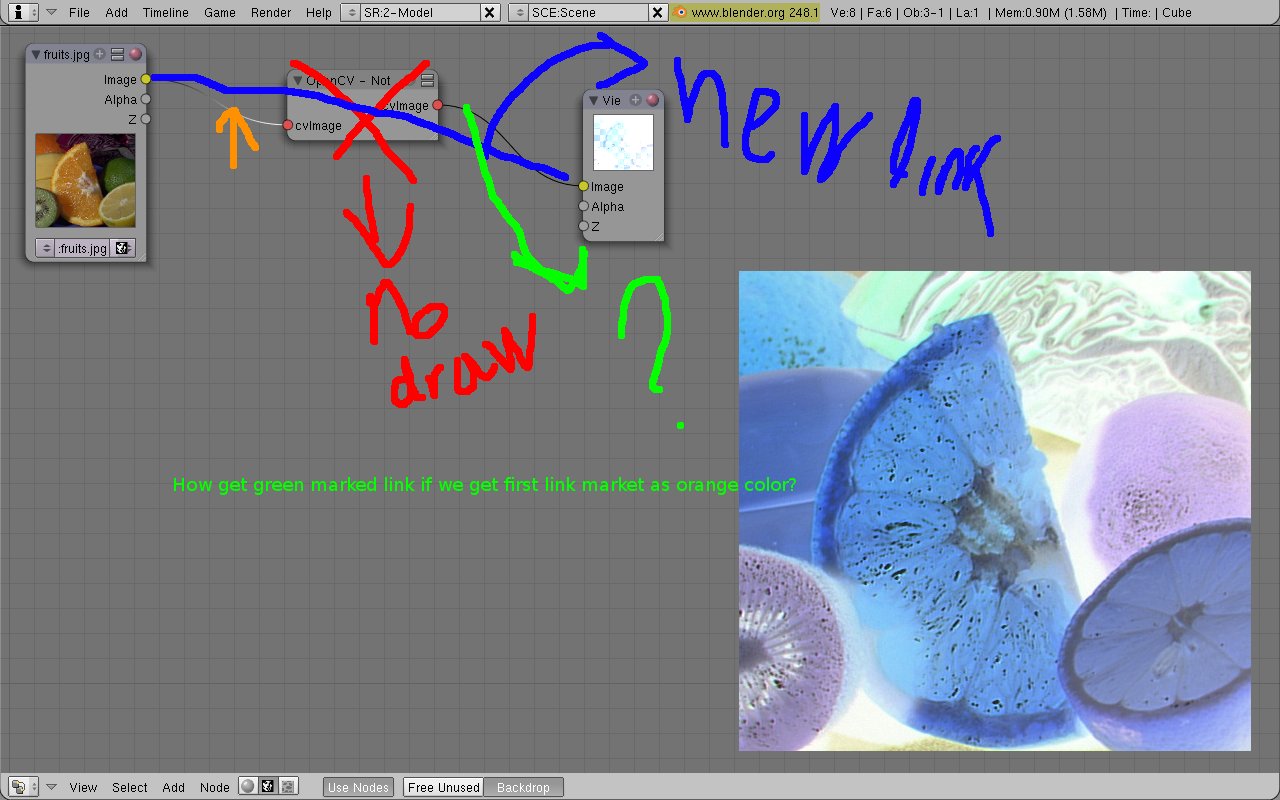 File Add Timeline Game Render Help SR:2-Model SCE:Scene www.blender.org 248.1 Ve:8 | Fa:6 | Ob:3-1 | La:1 | Mem:0.90M (1.58M) | Time: | Cube
fruits.jpg
Image
Alpha
Z
:fruits.jpg
OpenCV - Not
cvImage
cvImage
Vie
Image
Alpha
Z
new link
no
draw
?
How get green marked link if we get first link market as orange color?
View Select Add Node Use Nodes Free Unused Backdrop